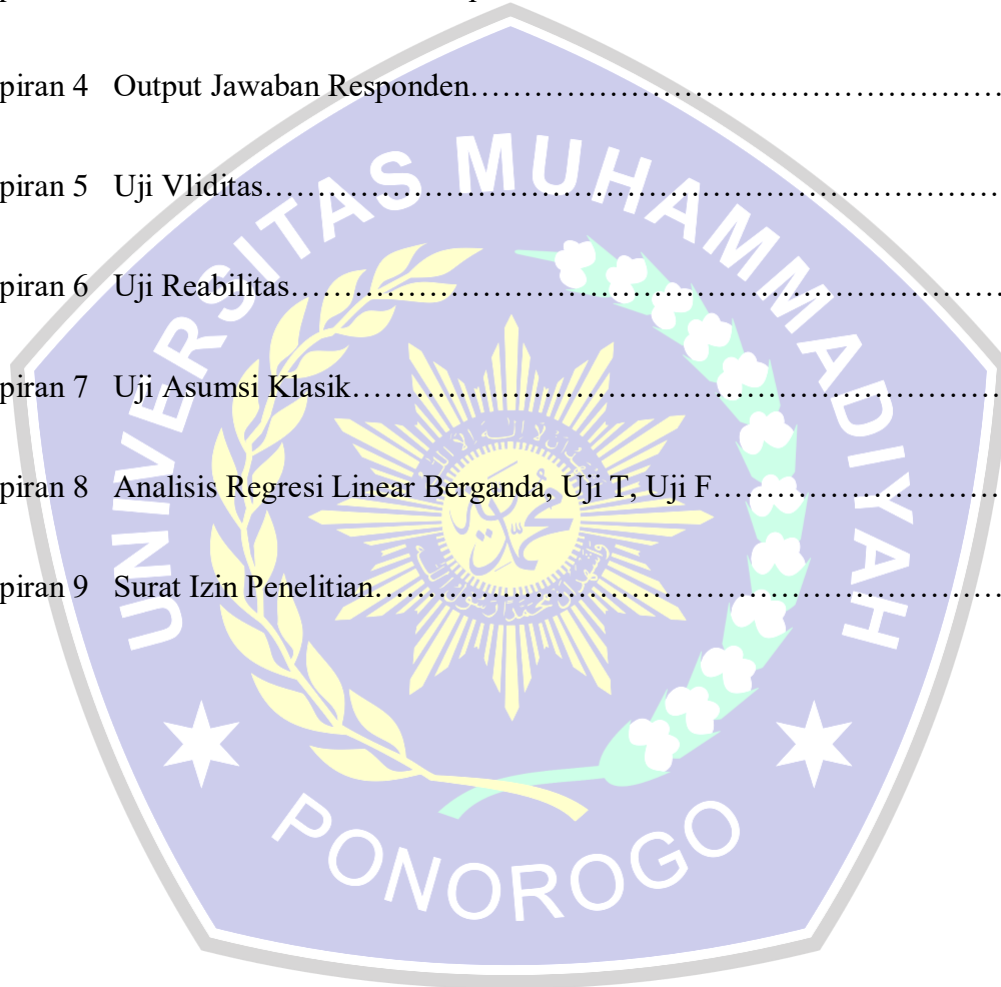 piran 4 Output Jawaban Responden……………………………………………
piran 5 Uji Vliditas……………………………………………………………
piran 6 Uji Reabilitas…………………………………………………………
piran 7 Uji Asumsi Klasik……………………………………………………
piran 8 Analisis Regresi Linear Berganda, Uji T, Uji F………………………
piran 9 Surat Izin Penelitian…………………………………………………
UNIVERSITAS MUHAMMADIYAH
PONOROGO
محمد